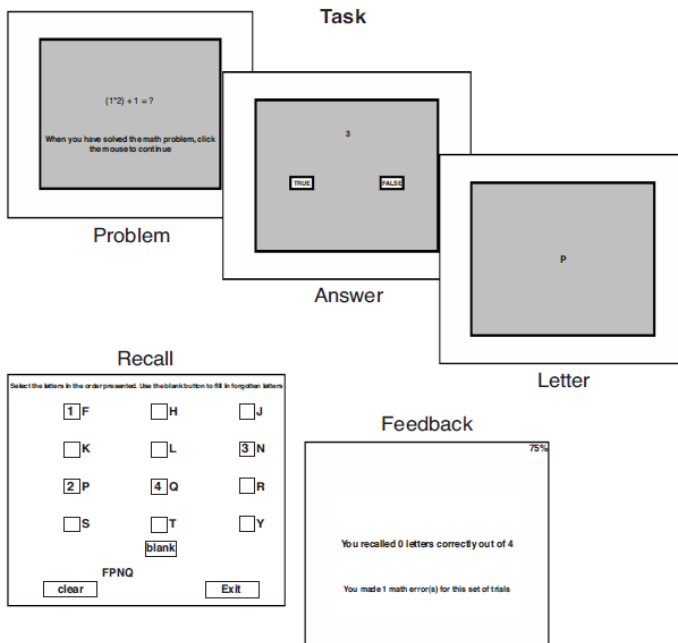 Task
(1*2) + 1 = ?
When you have solved the math problem, click
the mouse to continue
Problem
3
TRUE FALSE
Answer
P
Letter
Recall
Select the letters in the order presented. Use the blank button to fill in forgotten letters
1 F H J
K L 3 N
2 P 4 Q R
S T Y
blank
FPNQ
clear Exit
Feedback
75%
You recalled 0 letters correctly out of 4
You made 1 math error(s) for this set of trials